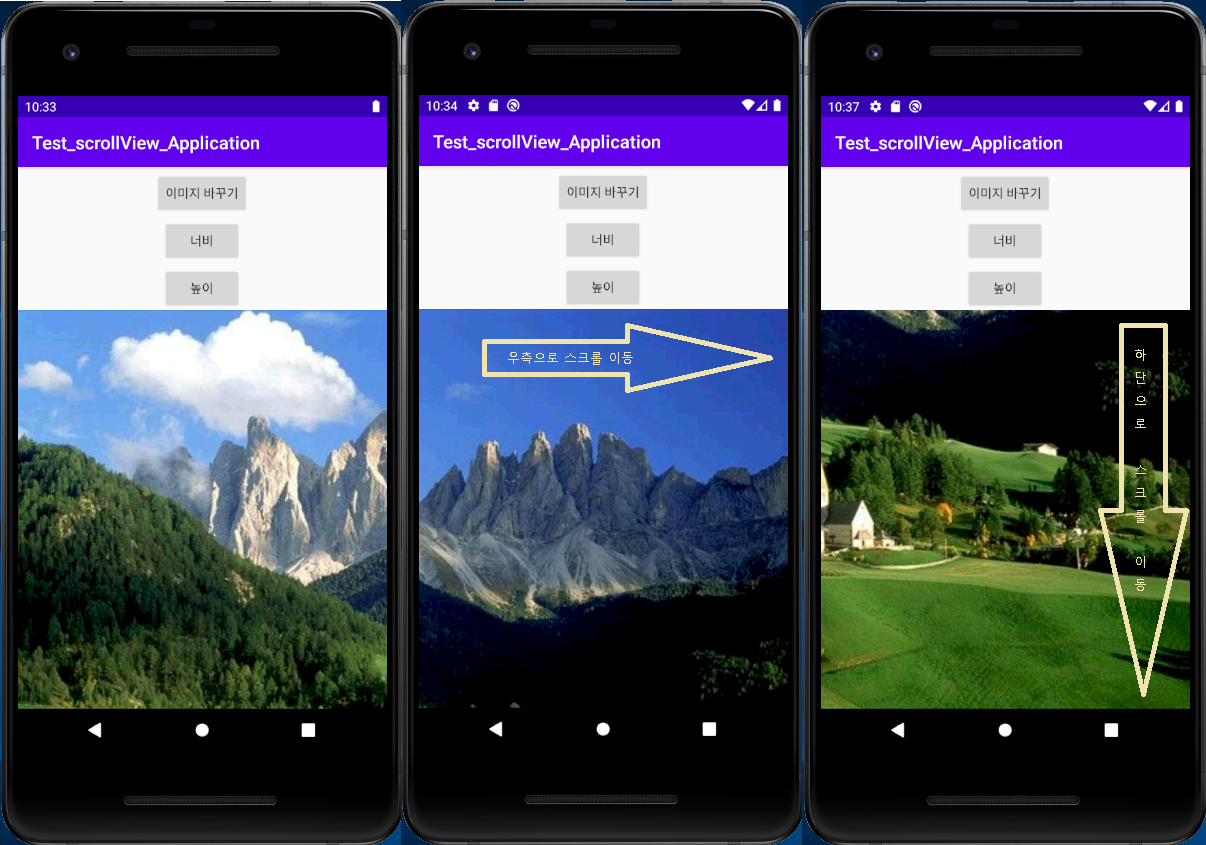 10:33
Test_scrollView_Application
이미지 바꾸기
너비
높이
10:34
Test_scrollView_Application
이미지 바꾸기
너비
높이
우측으로 스크롤 이동
10:37
Test_scrollView_Application
이미지 바꾸기
너비
높이
하단으로 스크롤 이동